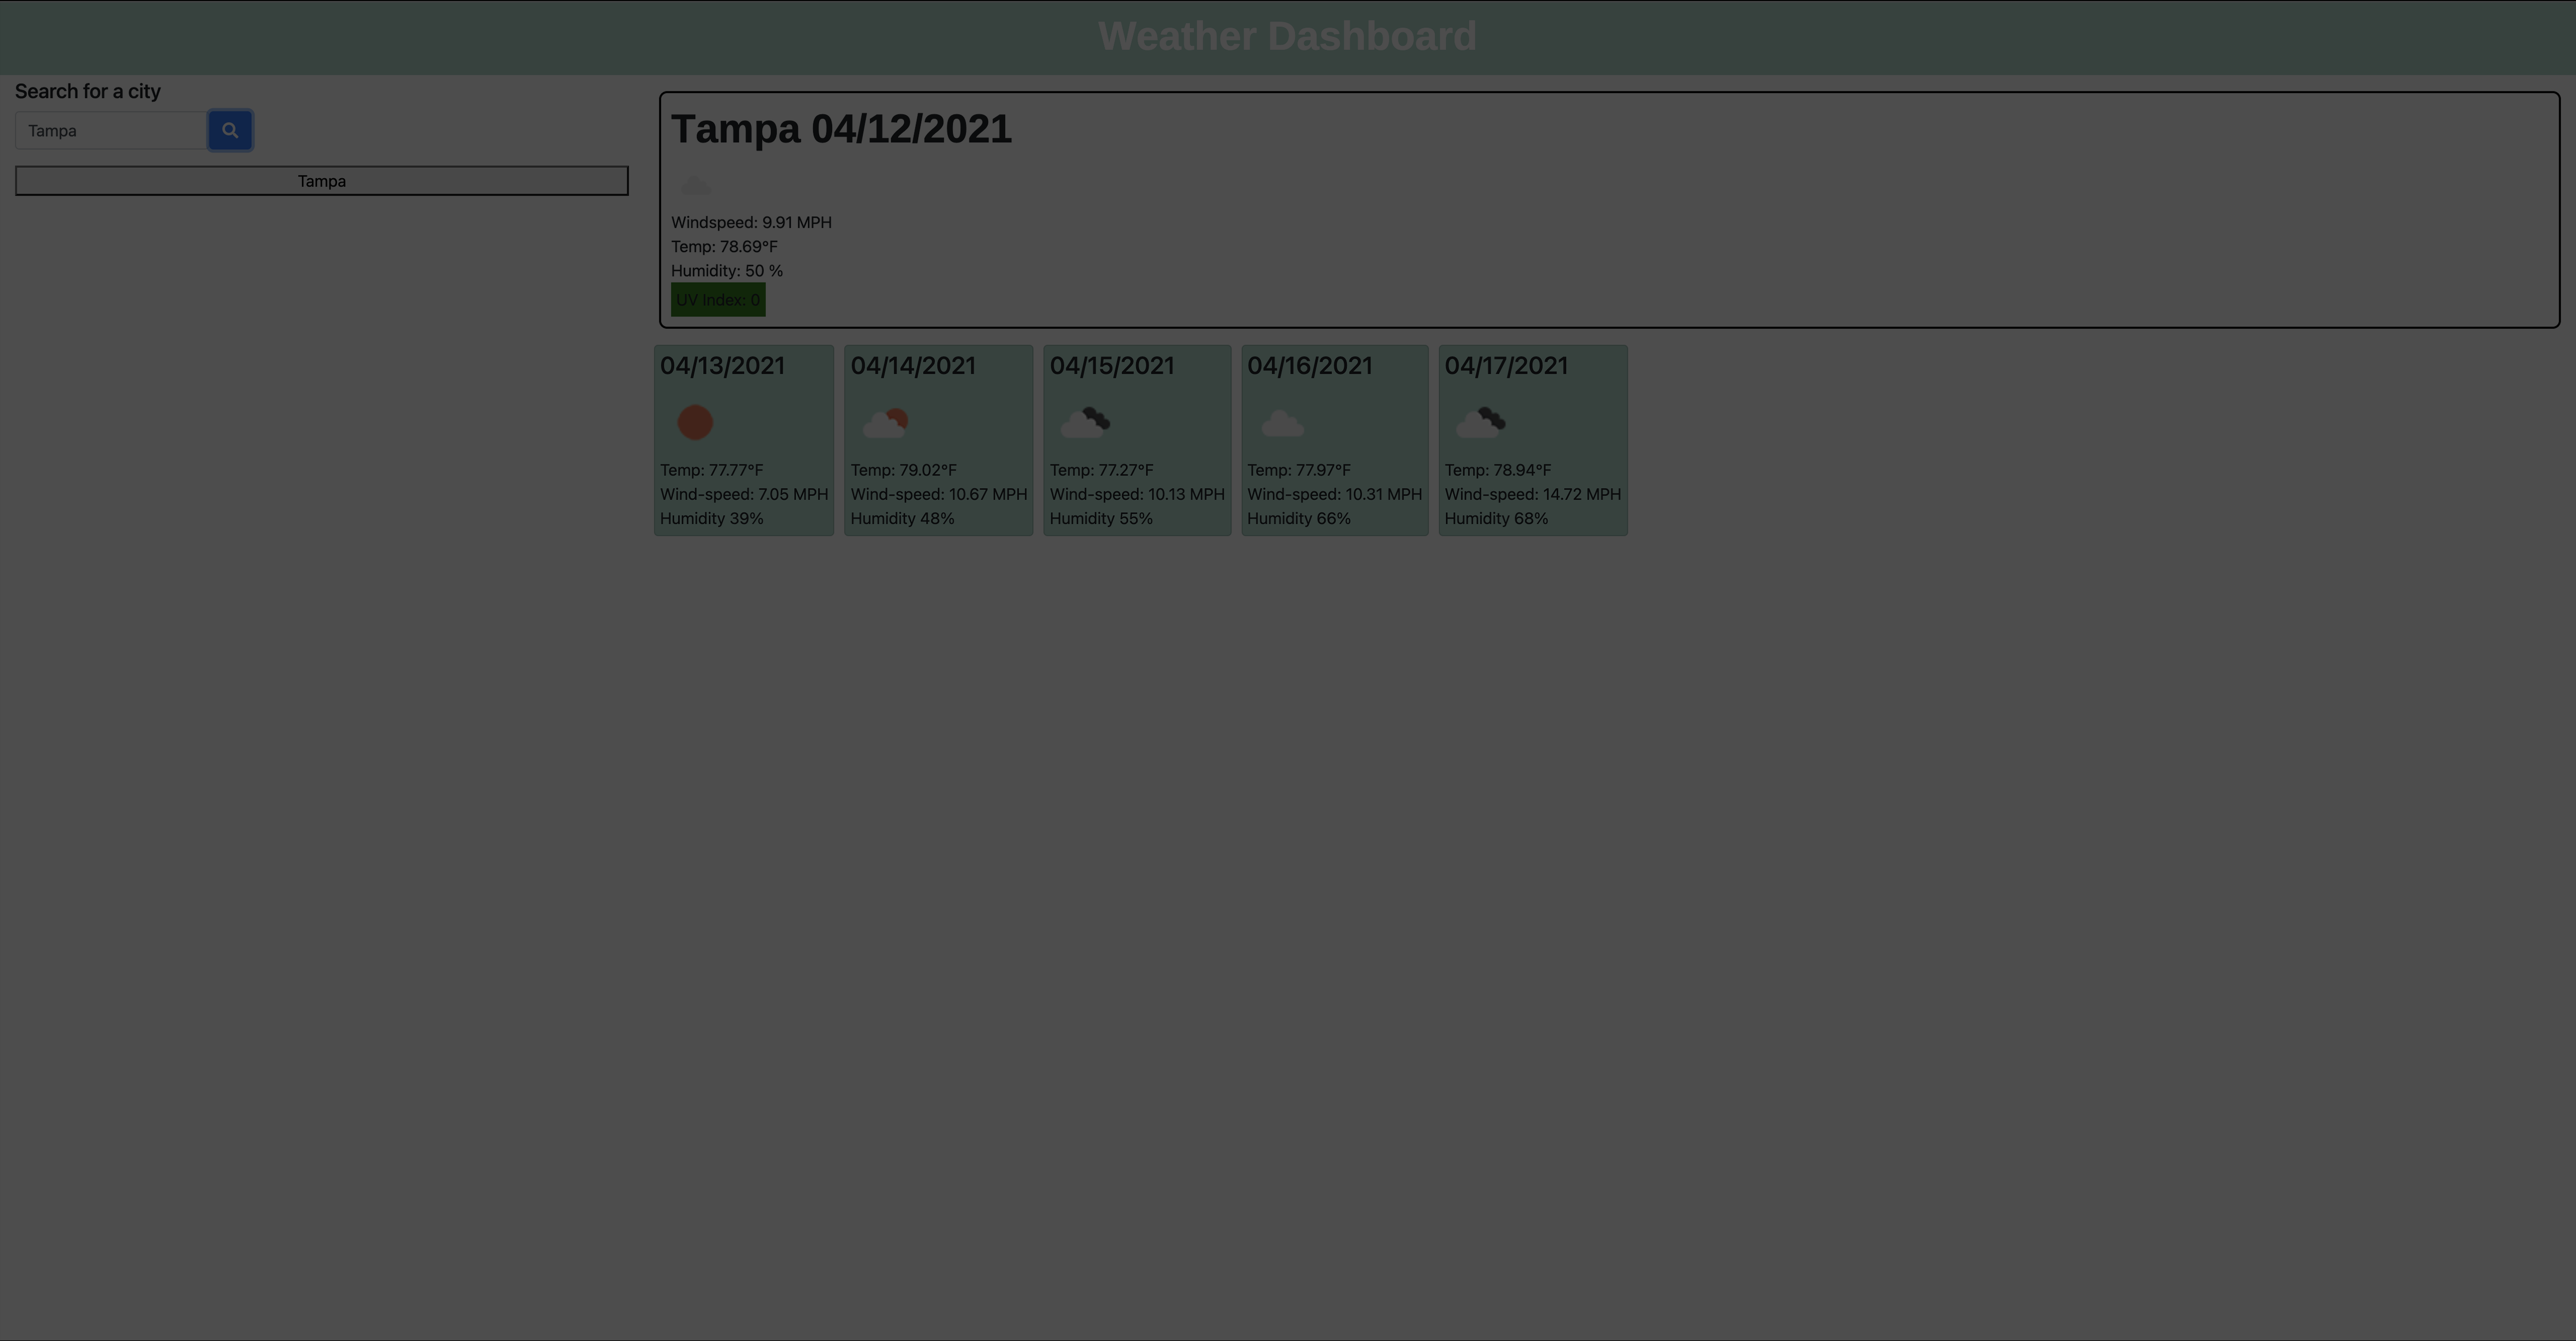 Weather Dashboard
Search for a city
Tampa
Tampa
Tampa 04/12/2021
Windspeed: 9.91 MPH
Temp: 78.69°F
Humidity: 50 %
UV Index: 0
04/13/2021
Temp: 77.77°F
Wind-speed: 7.05 MPH
Humidity 39%
04/14/2021
Temp: 79.02°F
Wind-speed: 10.67 MPH
Humidity 48%
04/15/2021
Temp: 77.27°F
Wind-speed: 10.13 MPH
Humidity 55%
04/16/2021
Temp: 77.97°F
Wind-speed: 10.31 MPH
Humidity 66%
04/17/2021
Temp: 78.94°F
Wind-speed: 14.72 MPH
Humidity 68%